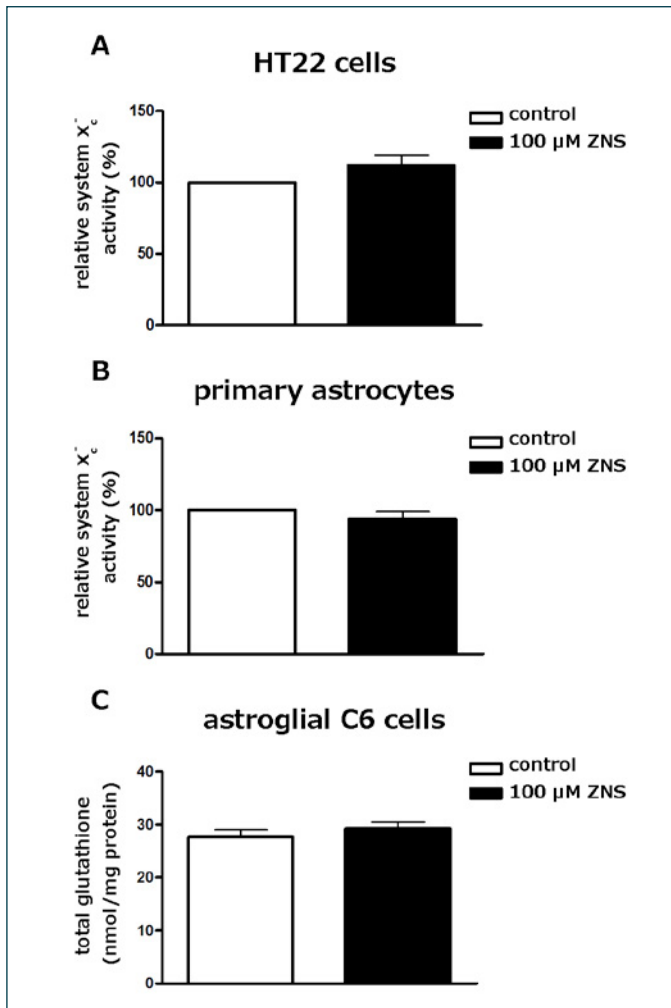 A
HT22 cells
relative system x⁻c
activity (%)
150
100
50
0
control
100 µM ZNS
B
primary astrocytes
relative system x⁻c
activity (%)
150
100
50
0
control
100 µM ZNS
C
astroglial C6 cells
total glutathione
(nmol/mg protein)
40
30
20
10
0
control
100 µM ZNS